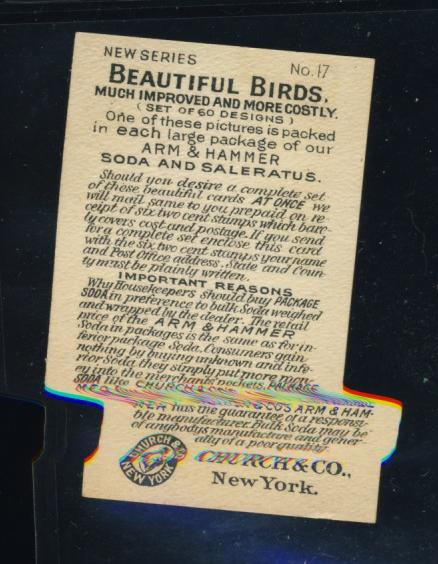 NEW SERIES No. 17
BEAUTIFUL BIRDS,
MUCH IMPROVED AND MORE COSTLY.
( SET OF 60 DESIGNS )
One of these pictures is packed
in each large package of our
ARM & HAMMER
SODA AND SALERATUS.
Should you desire a complete set
of these beautiful cards AT ONCE we
will mail same to you prepaid on re-
ceipt of six two cent stamps which bare-
ly covers cost and postage. If you send
for a complete set enclose this card
with the six two cent stamps your name
and Post Office address. State and Coun-
ty must be plainly written.
IMPORTANT REASONS
Why Housekeepers should buy PACKAGE
SODA in preference to bulk Soda weighed
and wrapped by the dealer. The retail
price of the ARM & HAMMER
Soda in packages is the same as for in-
ferior package Soda. Consumers gain
nothing by buying unknown and infe-
rior Soda they simply put more
ey into the merchants pockets. PACKAGE
SODA like CHURCH &
& CO'S ARM & HAM-
MER has the guarantee of a responsi-
ble manufacturer. Bulk Soda may be
of anybodys manufacture and gener-
ally of a poor quality.
CHURCH & CO.
NEW YORK
CHURCH & CO.,
New York.